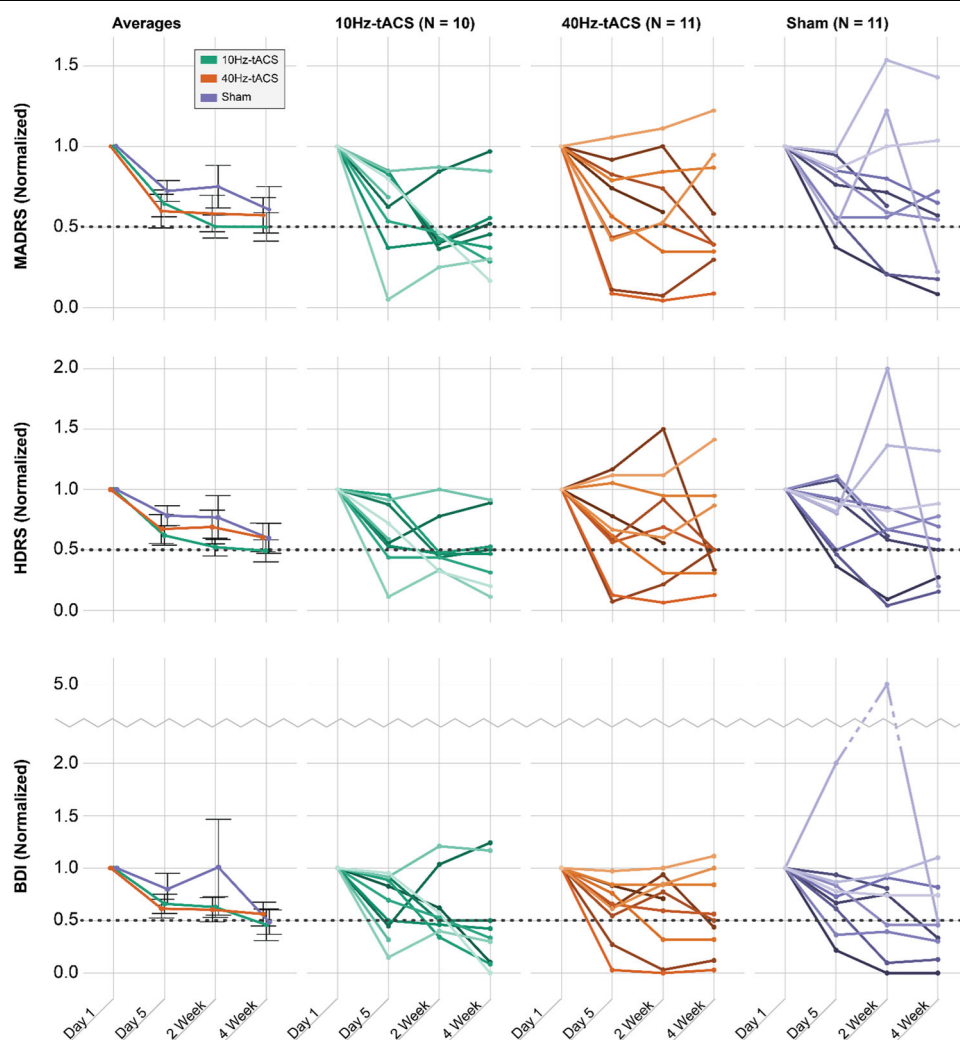 Averages
10Hz-tACS (N = 10)
40Hz-tACS (N = 11)
Sham (N = 11)
10Hz-tACS
40Hz-tACS
Sham
MADRS (Normalized)
1.5
1.0
0.5
0.0
HDRS (Normalized)
2.0
1.5
1.0
0.5
0.0
BDI (Normalized)
5.0
2.0
1.5
1.0
0.5
0.0
Day 1
Day 5
2 Week
4 Week
Day 1
Day 5
2 Week
4 Week
Day 1
Day 5
2 Week
4 Week
Day 1
Day 5
2 Week
4 Week